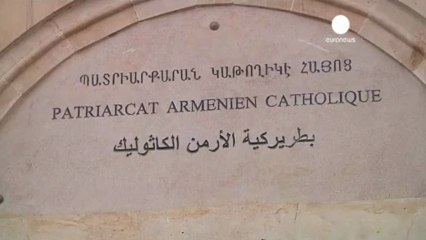 euronews
ՊԱՏՐԻԱՐՔԱՐԱՆ ԿԱԹՈՂԻԿԷ ՀԱՅՈՑ
PATRIARCAT ARMENIEN CATHOLIQUE
بطريركية الأرمن الكاثوليك